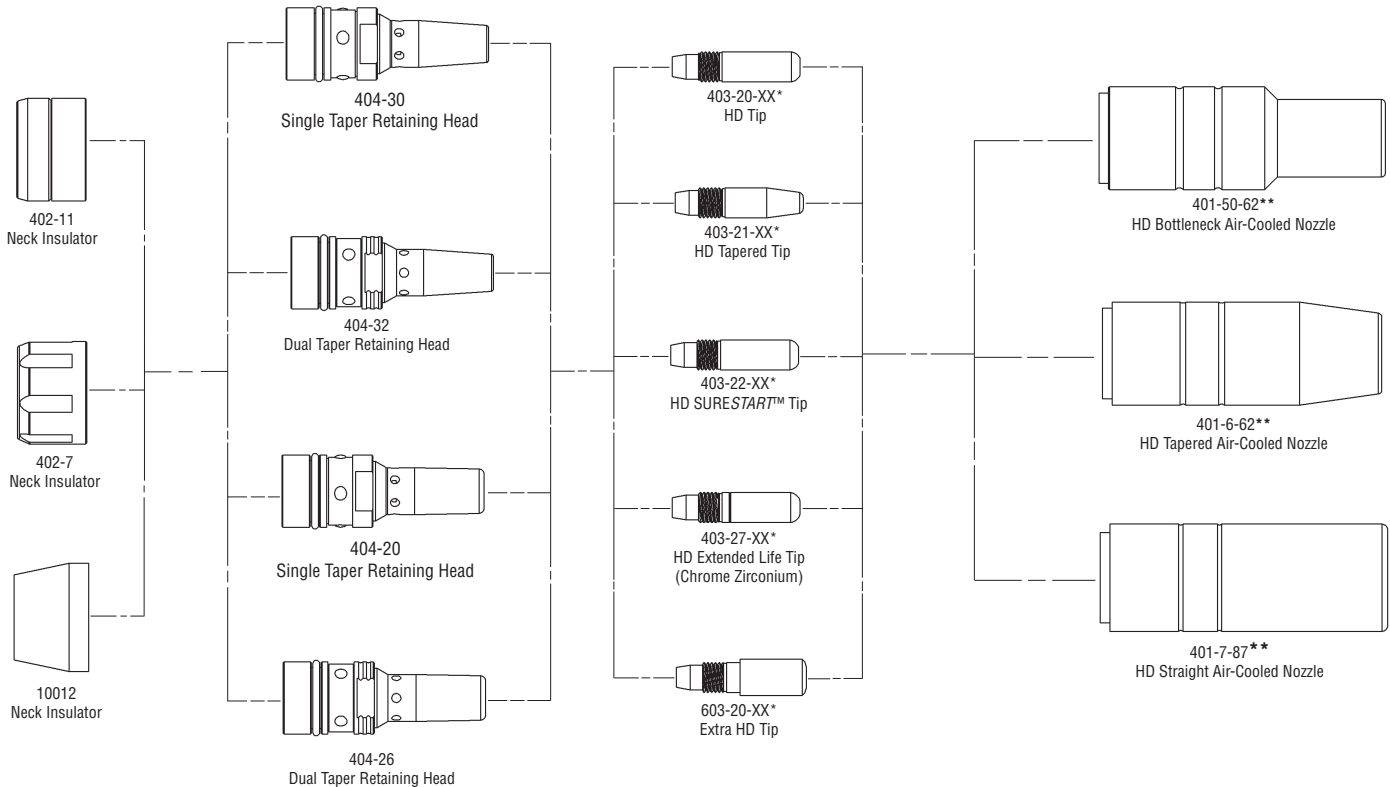 402-11
Neck Insulator
402-7
Neck Insulator
10012
Neck Insulator
404-30
Single Taper Retaining Head
404-32
Dual Taper Retaining Head
404-20
Single Taper Retaining Head
404-26
Dual Taper Retaining Head
403-20-XX*
HD Tip
403-21-XX*
HD Tapered Tip
403-22-XX*
HD SURESTART™ Tip
403-27-XX*
HD Extended Life Tip
(Chrome Zirconium)
603-20-XX*
Extra HD Tip
401-50-62**
HD Bottleneck Air-Cooled Nozzle
401-6-62**
HD Tapered Air-Cooled Nozzle
401-7-87**
HD Straight Air-Cooled Nozzle